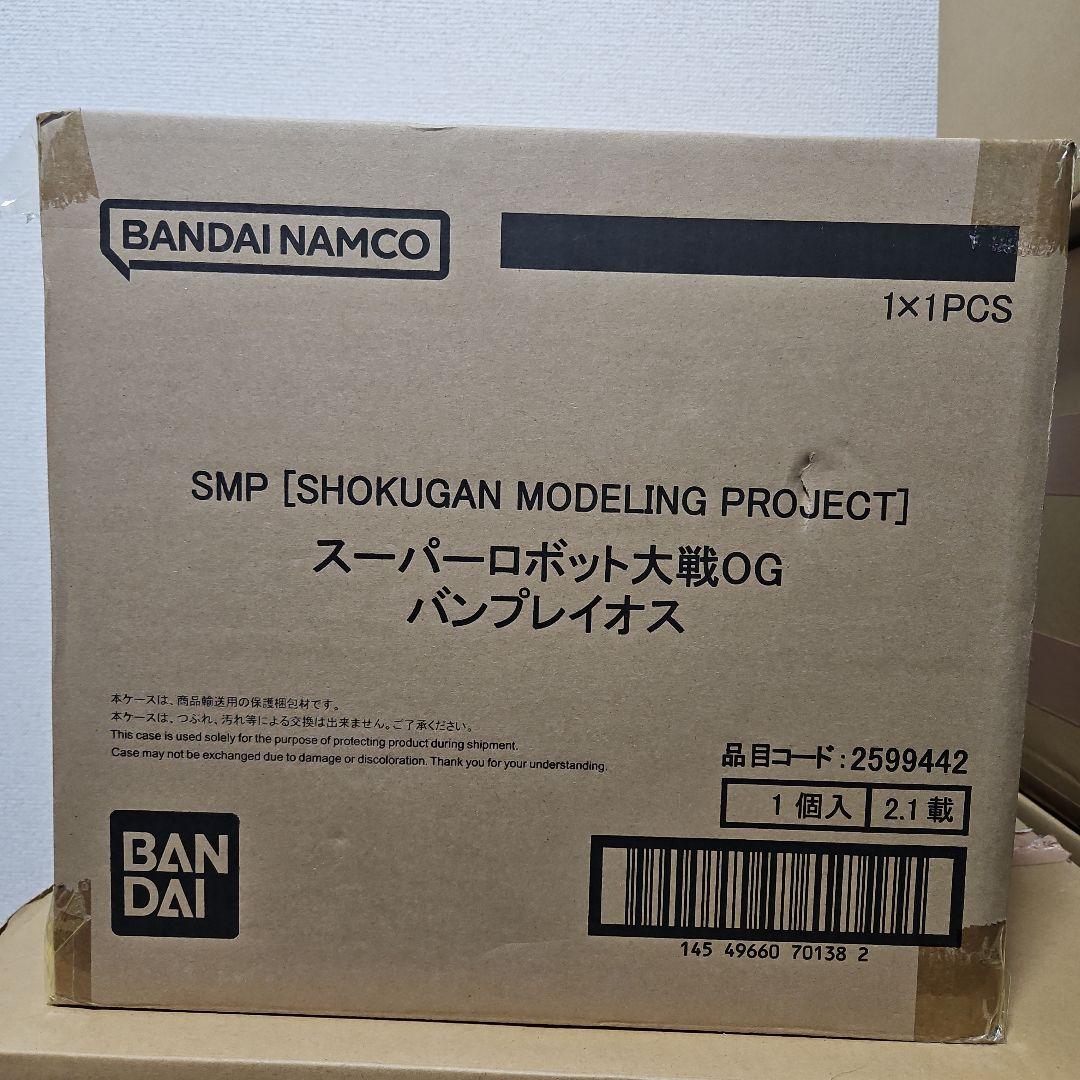 BANDAI NAMCO
1×1PCS
SMP [SHOKUGAN MODELING PROJECT]
スーパーロボット大戦OG
バンプレイオス
本ケースは、商品輸送用の保護梱包材です。
本ケースは、つぶれ、汚れ等による交換は出来ません。ご了承ください。
This case is used solely for the purpose of protecting product during shipment.
Case may not be exchanged due to damage or discoloration. Thank you for your understanding.
品目コード:2599442
1個入 2.1載
BAN
DAI
145 49660 70138 2